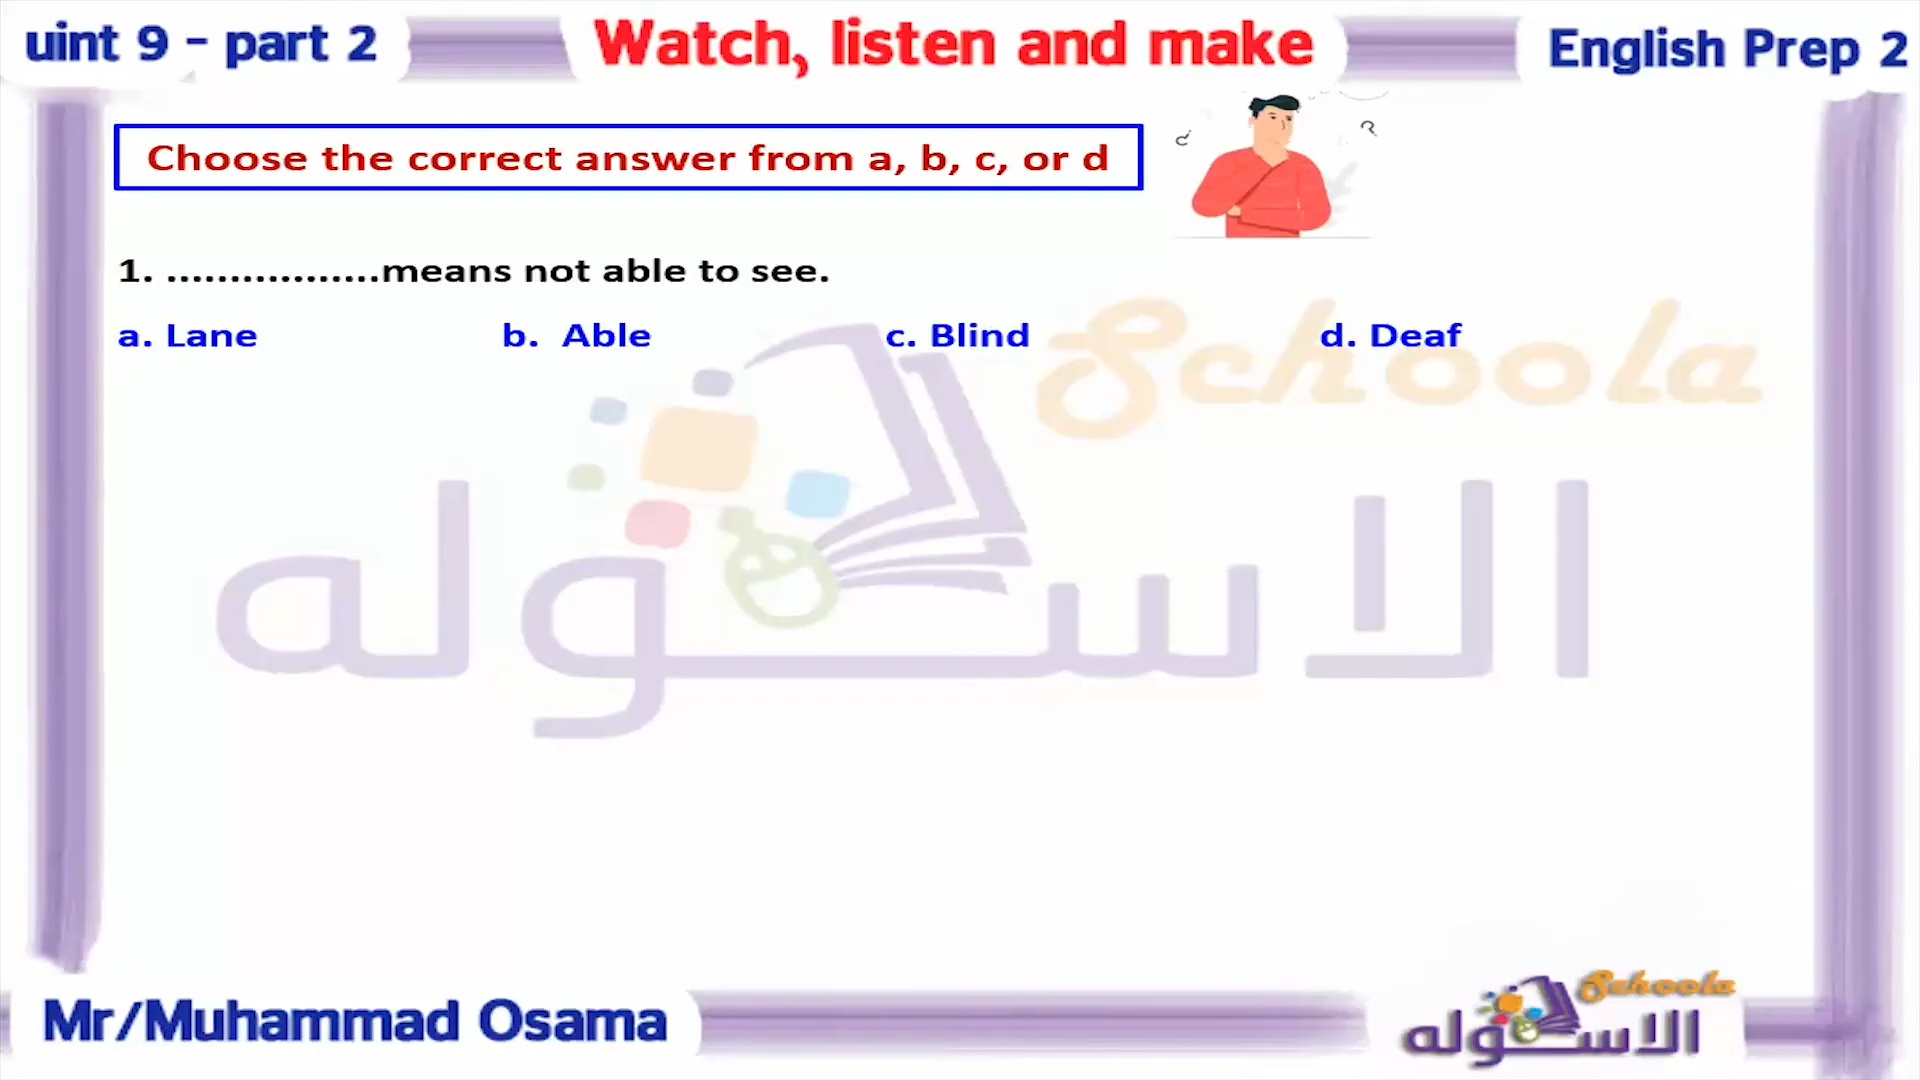 uint 9 - part 2
Watch, listen and make
English Prep 2
Choose the correct answer from a, b, c, or d
? ?
1. .................means not able to see.
a. Lane b. Able c. Blind d. Deaf
Schoola
الاسكوله
Mr/Muhammad Osama
Schoola
الاسكوله